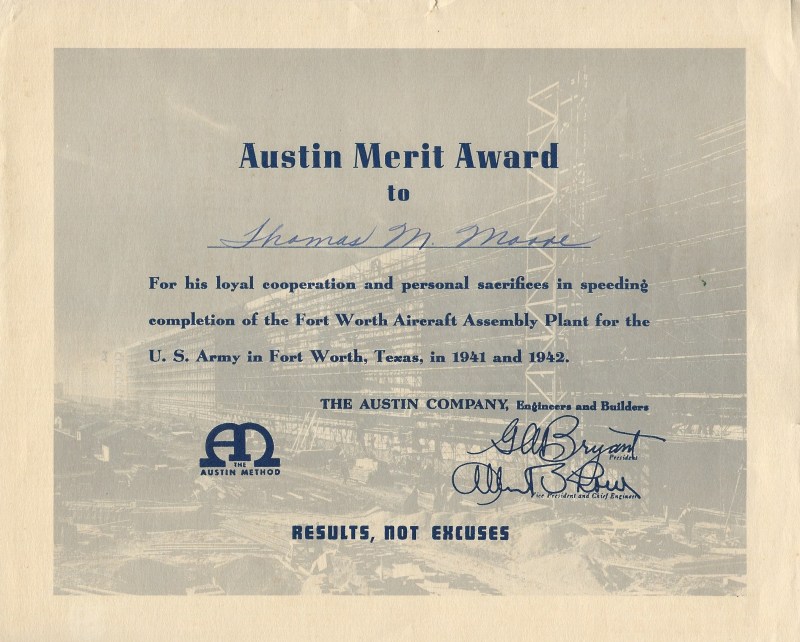 Austin Merit Award
to
Thomas M. Moore
For his loyal cooperation and personal sacrifices in speeding
completion of the Fort Worth Aircraft Assembly Plant for the
U. S. Army in Fort Worth, Texas, in 1941 and 1942.
THE AUSTIN COMPANY, Engineers and Builders
G A Bryant
President
Vice President and Chief Engineer
THE
AUSTIN METHOD
RESULTS, NOT EXCUSES